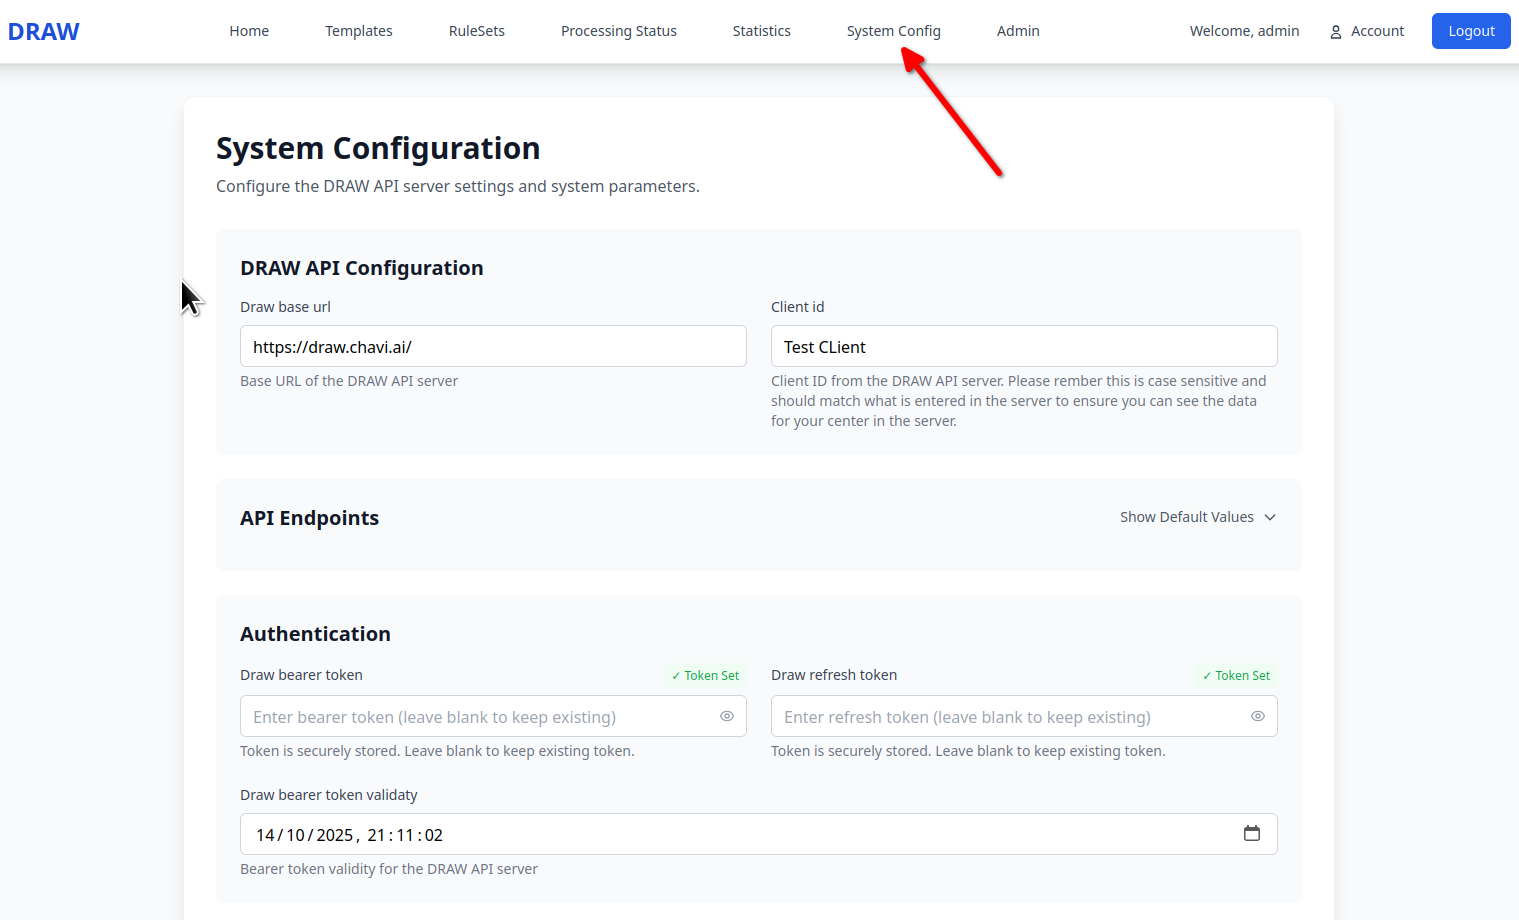 DRAW Home Templates RuleSets Processing Status Statistics System Config Admin Welcome, admin Account Logout
System Configuration
Configure the DRAW API server settings and system parameters.
DRAW API Configuration
Draw base url
https://draw.chavi.ai/
Base URL of the DRAW API server
Client id
Test CLient
Client ID from the DRAW API server. Please rember this is case sensitive and
should match what is entered in the server to ensure you can see the data
for your center in the server.
API Endpoints
Show Default Values
Authentication
Draw bearer token
✓ Token Set
Enter bearer token (leave blank to keep existing)
Token is securely stored. Leave blank to keep existing token.
Draw refresh token
✓ Token Set
Enter refresh token (leave blank to keep existing)
Token is securely stored. Leave blank to keep existing token.
Draw bearer token validaty
14/10/2025, 21:11:02
Bearer token validity for the DRAW API server